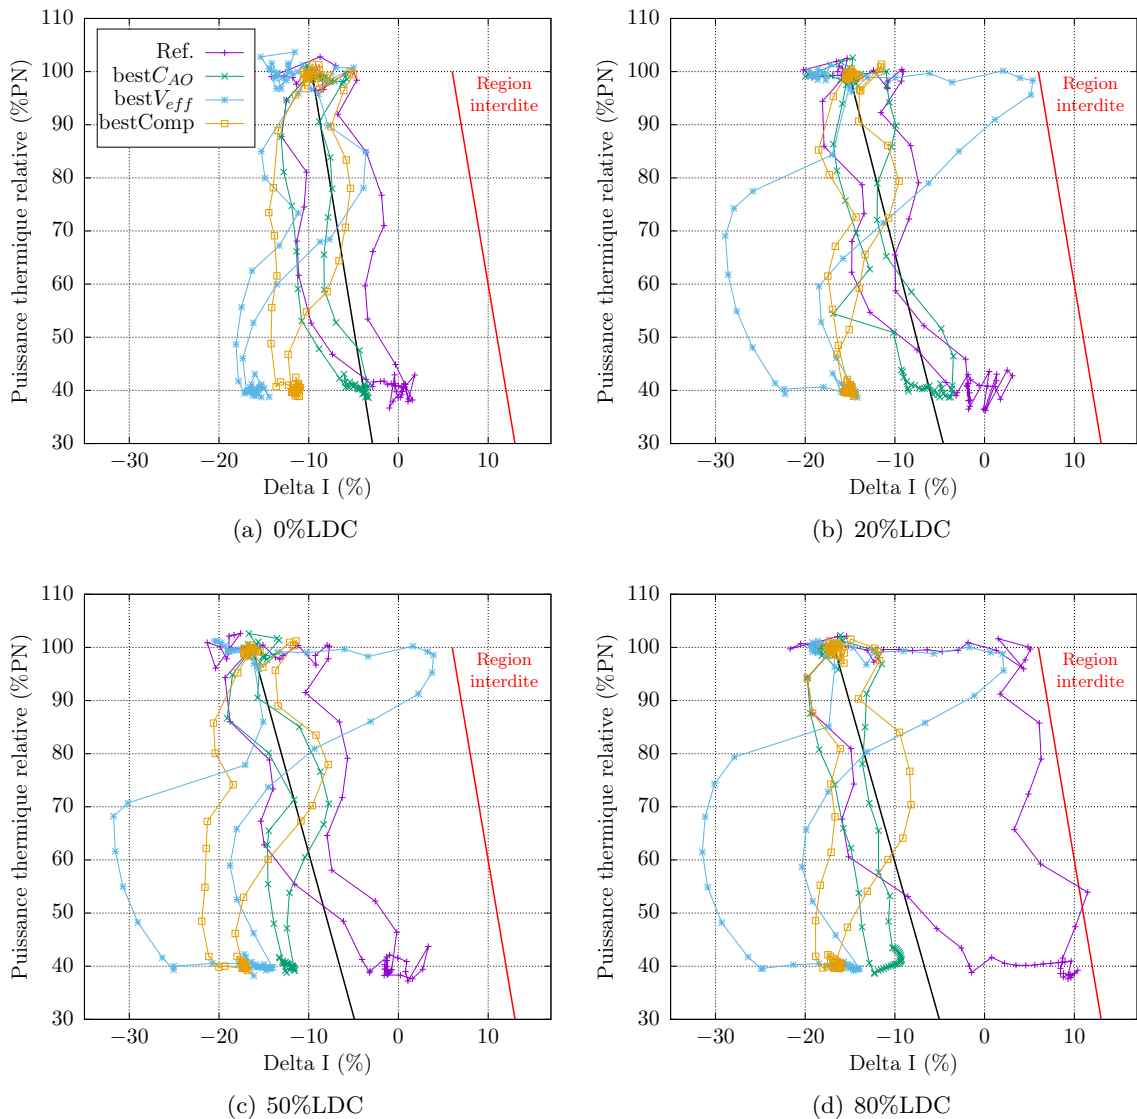 110
100
90
80
70
60
50
40
30
Puissance thermique relative (%PN)
Ref.
bestC_AO
bestV_eff
bestComp
Region
interdite
−30
−20
−10
0
10
Delta I (%)
(a) 0%LDC
110
100
90
80
70
60
50
40
30
Puissance thermique relative (%PN)
Region
interdite
−30
−20
−10
0
10
Delta I (%)
(b) 20%LDC
110
100
90
80
70
60
50
40
30
Puissance thermique relative (%PN)
Region
interdite
−30
−20
−10
0
10
Delta I (%)
(c) 50%LDC
110
100
90
80
70
60
50
40
30
Puissance thermique relative (%PN)
Region
interdite
−30
−20
−10
0
10
Delta I (%)
(d) 80%LDC